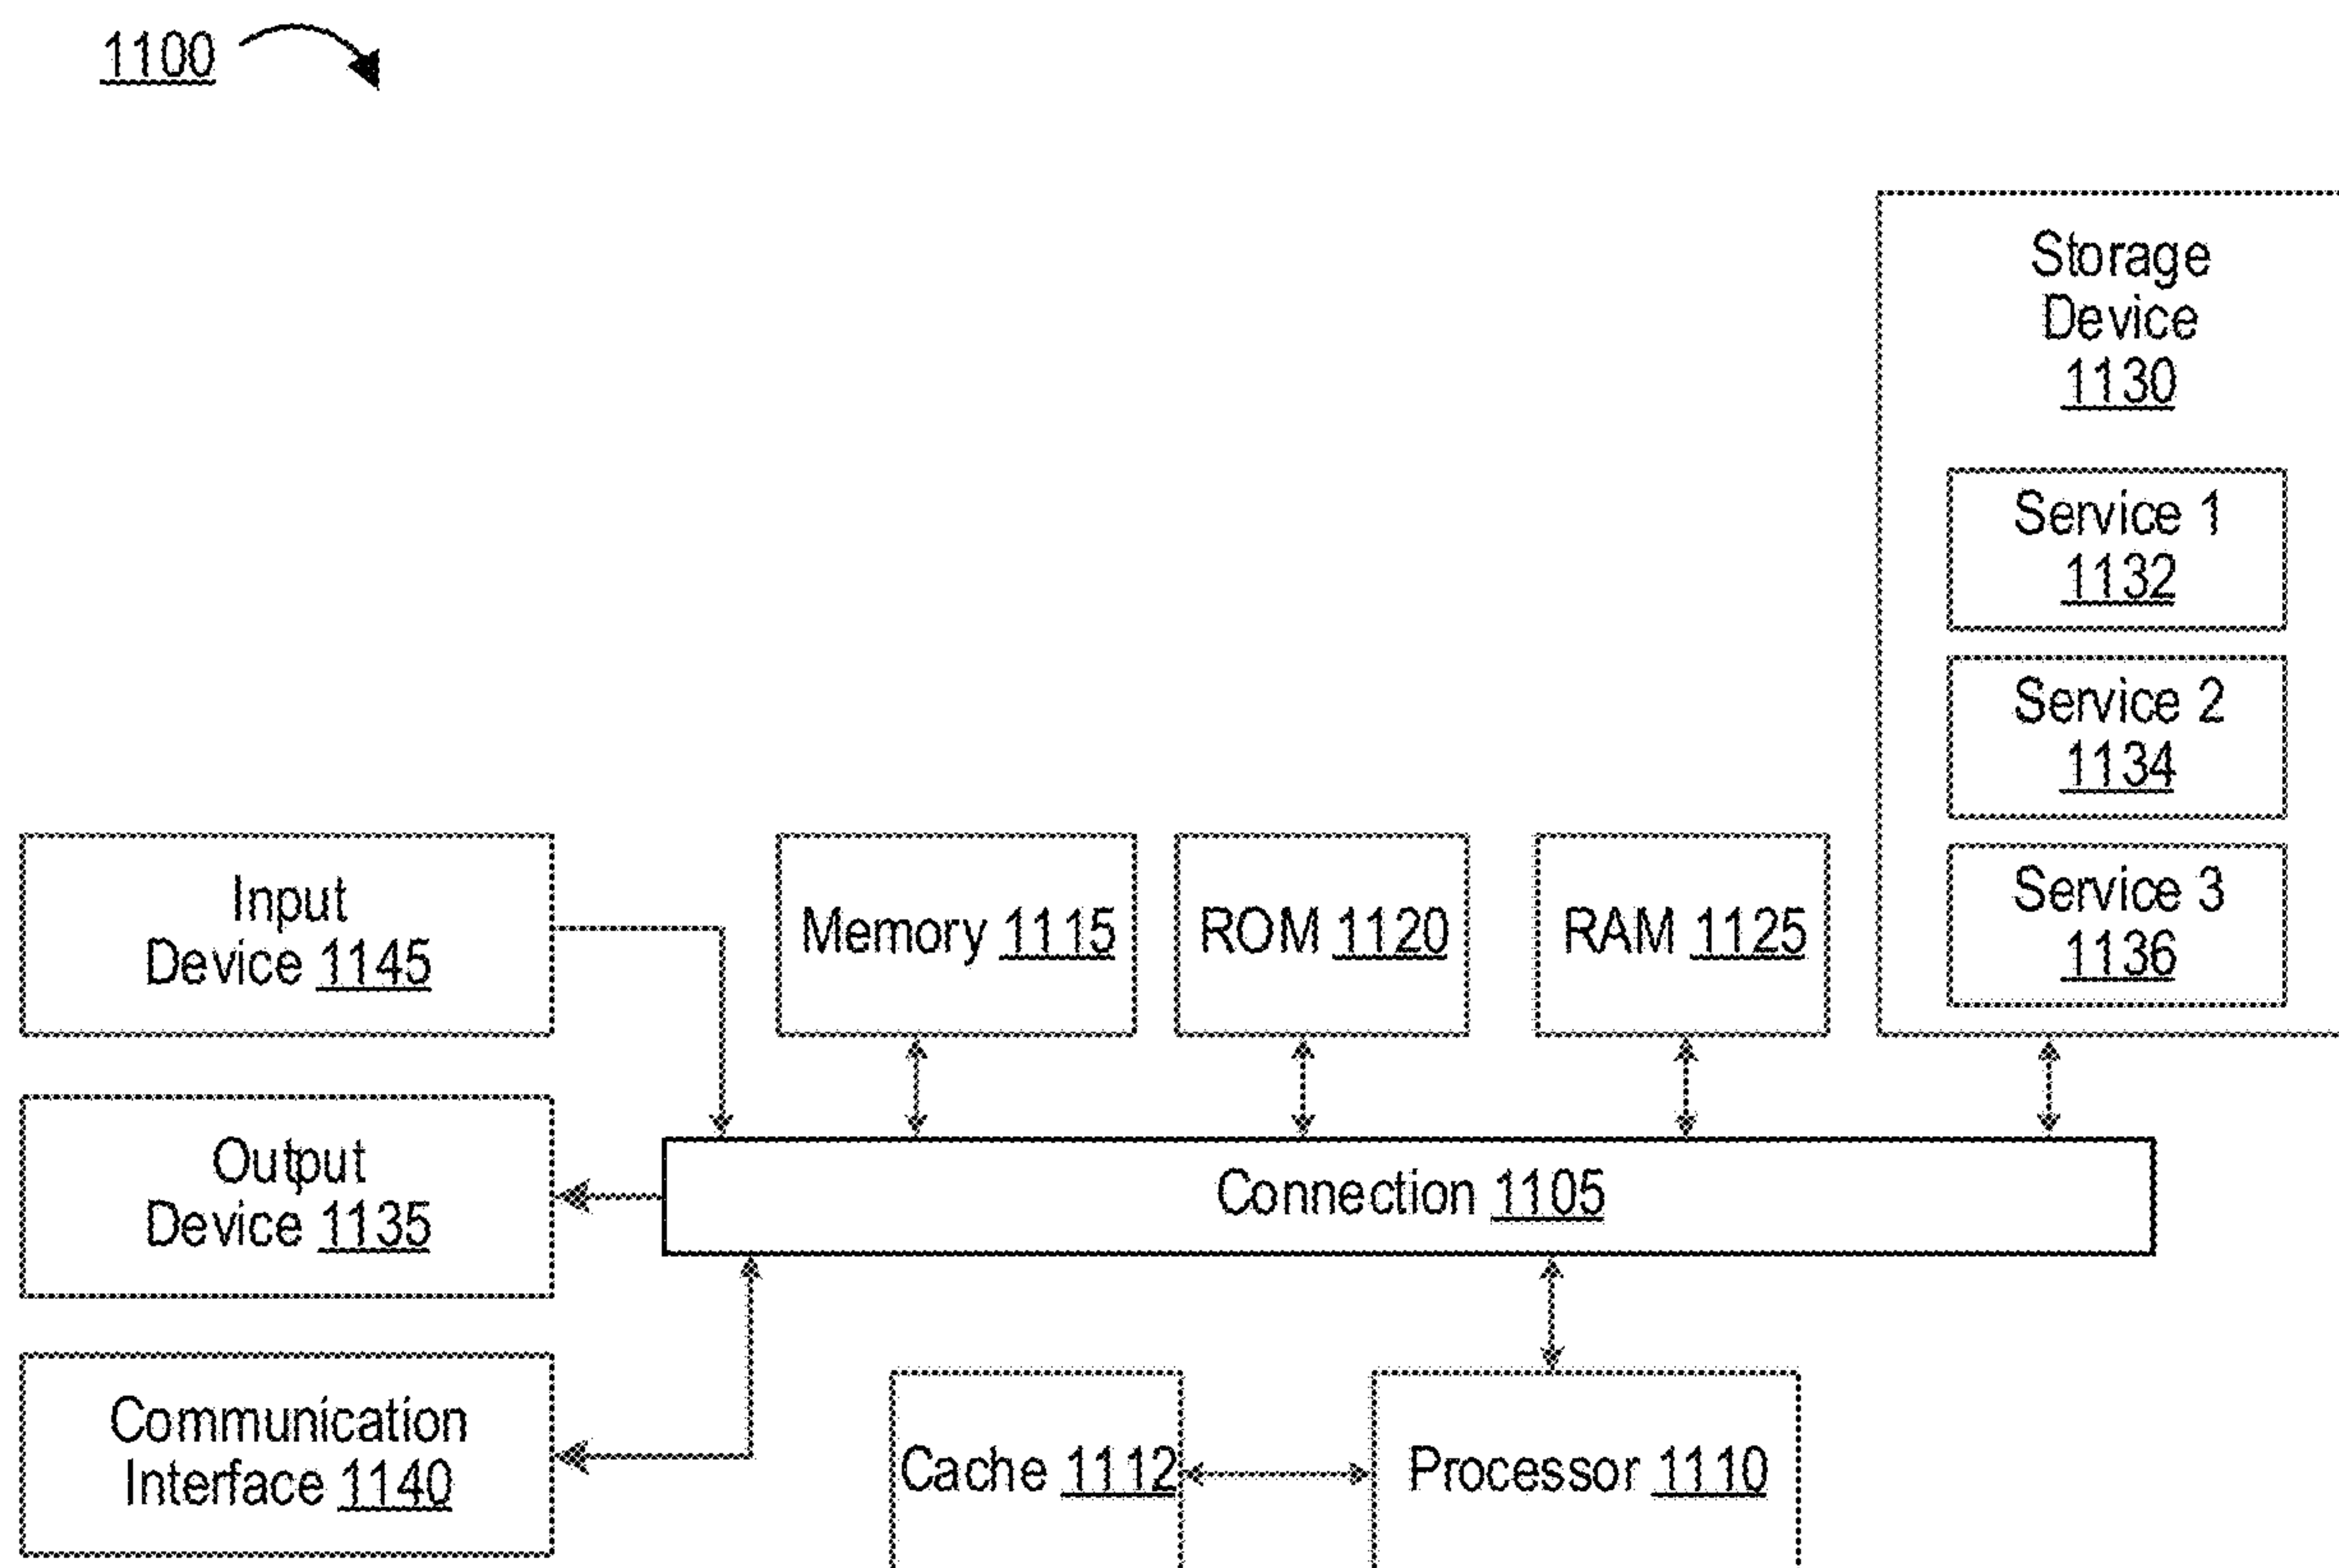 1100
Storage
Device
1130
Service 1
1132
Service 2
1134
Service 3
1136
Input
Device 1145
Memory 1115
ROM 1120
RAM 1125
Output
Device 1135
Connection 1105
Communication
Interface 1140
Cache 1112
Processor 1110